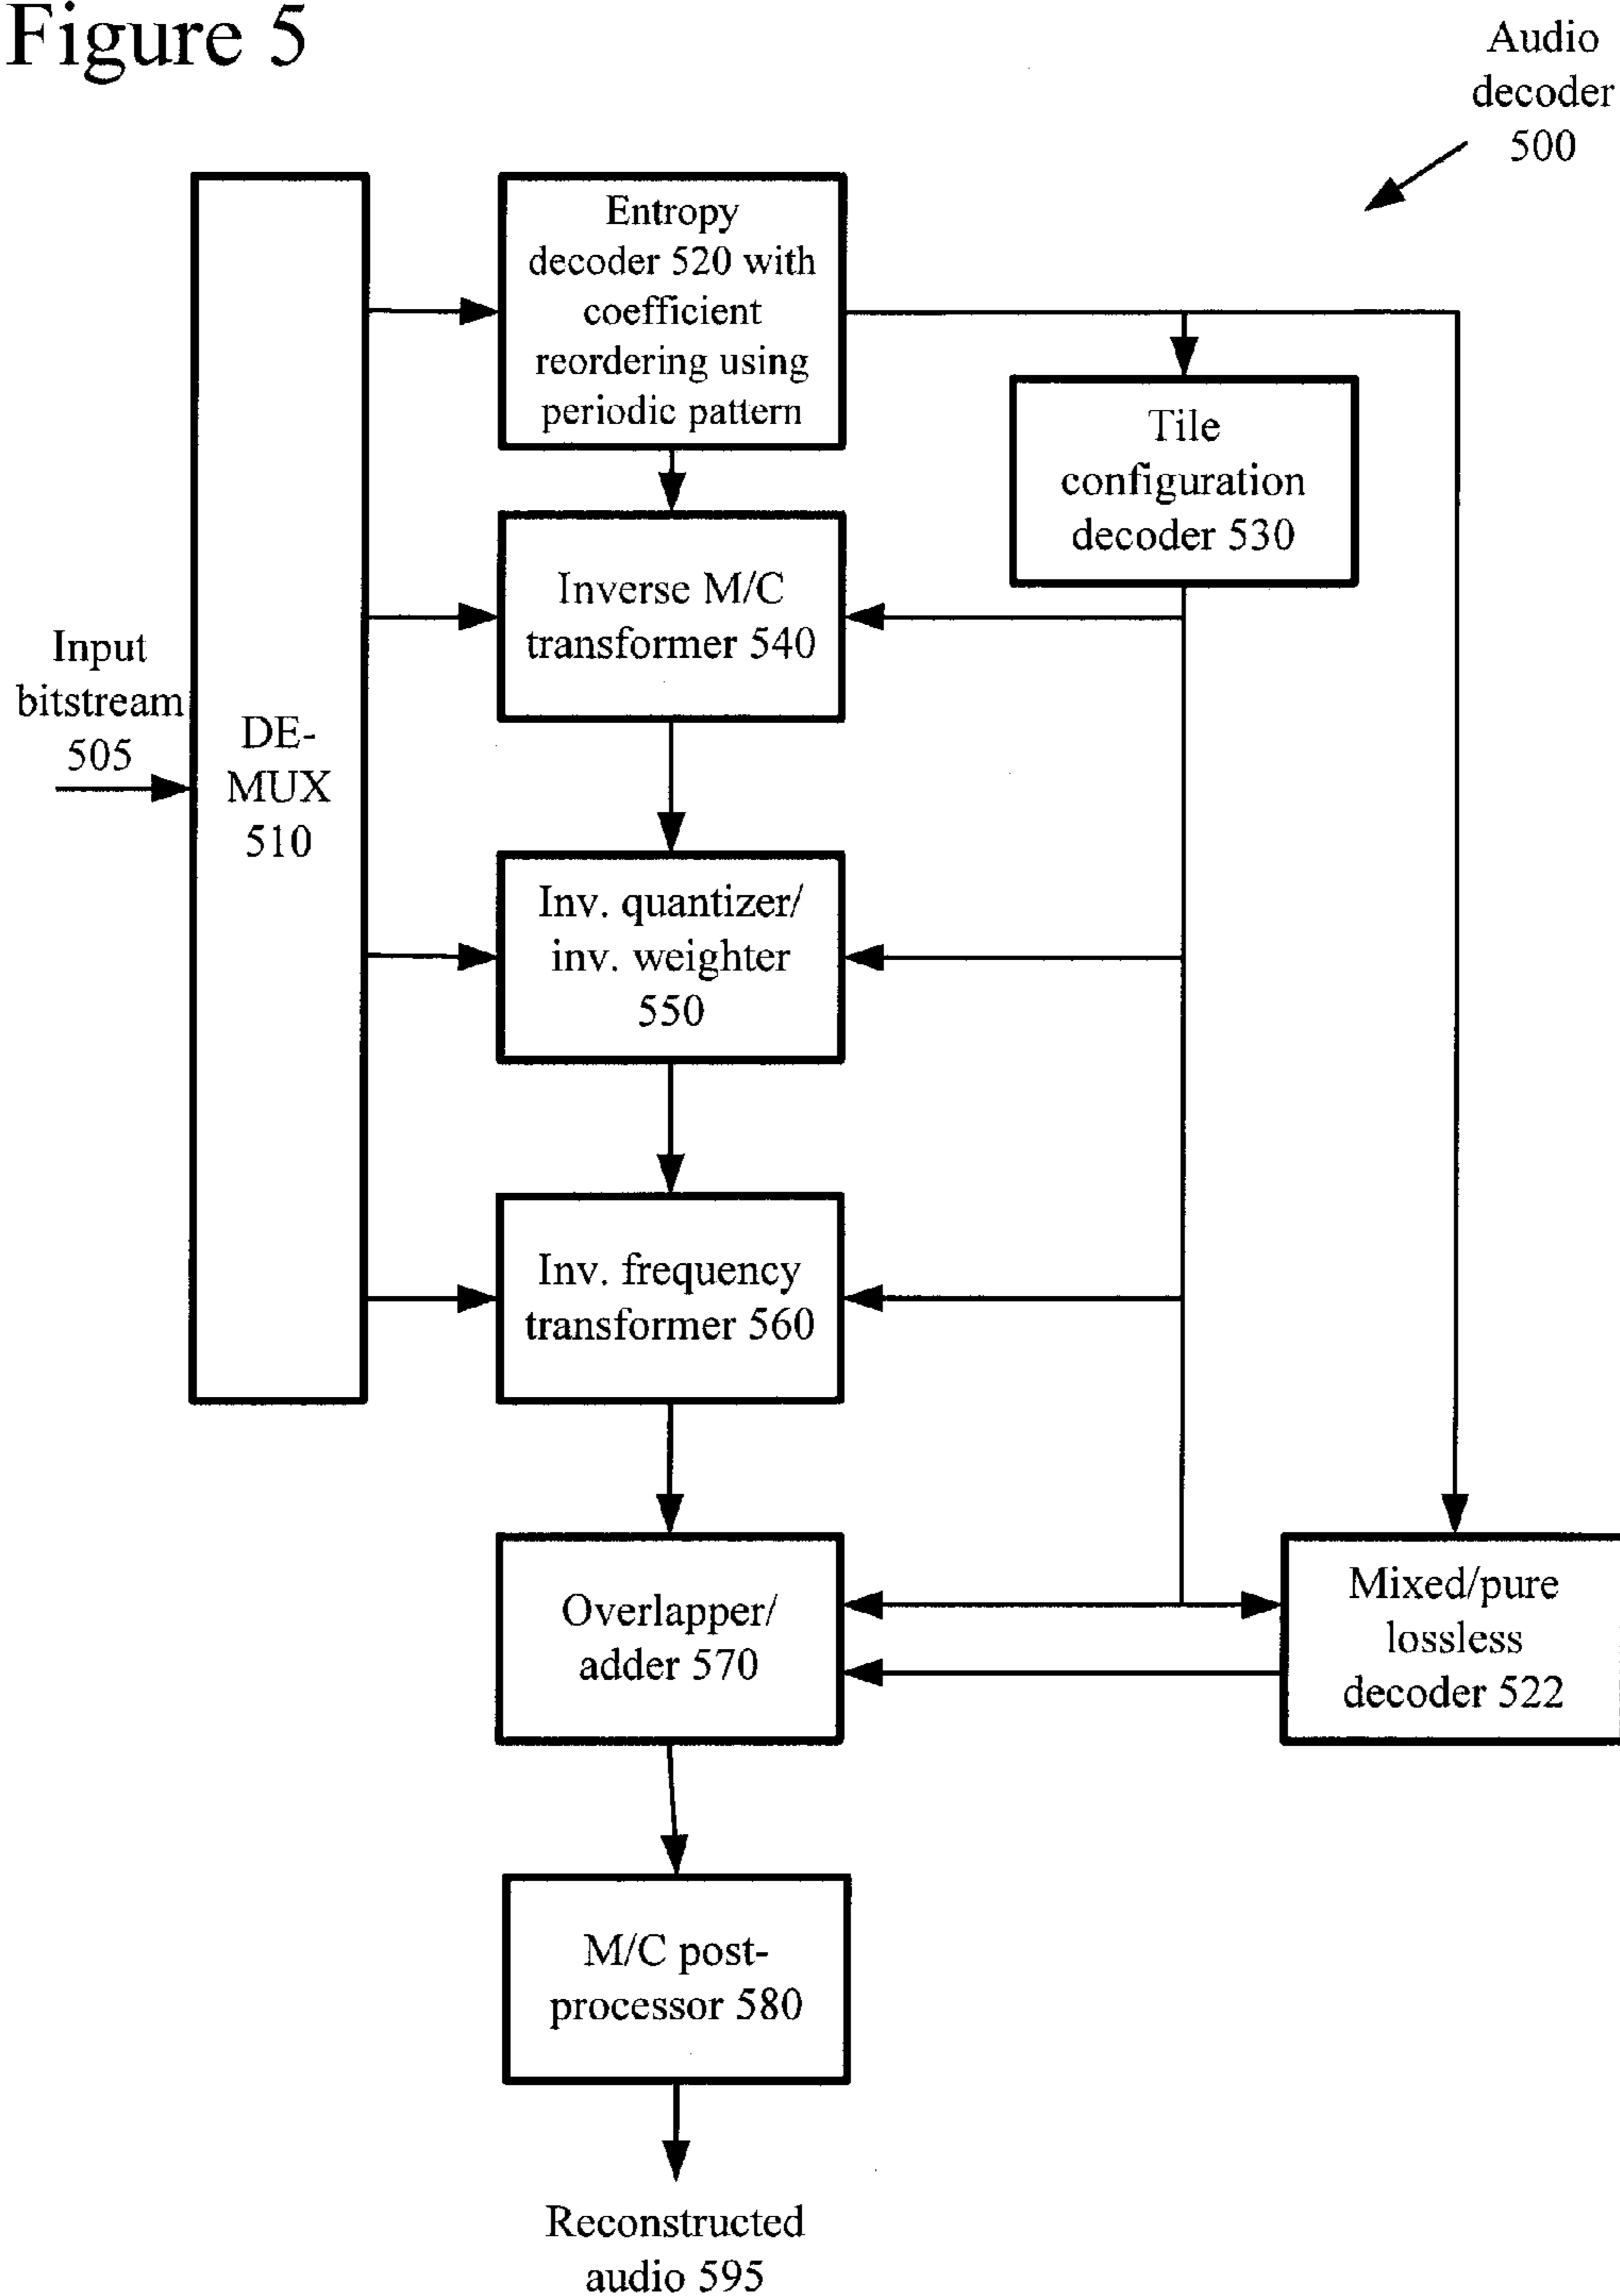 Figure 5
Audio
decoder
500
Entropy
decoder 520 with
coefficient
reordering using
periodic pattern
Tile
configuration
decoder 530
Inverse M/C
transformer 540
Input
bitstream
505
DE-
MUX
510
Inv. quantizer/
inv. weighter
550
Inv. frequency
transformer 560
Overlapper/
adder 570
Mixed/pure
lossless
decoder 522
M/C post-
processor 580
Reconstructed
audio 595